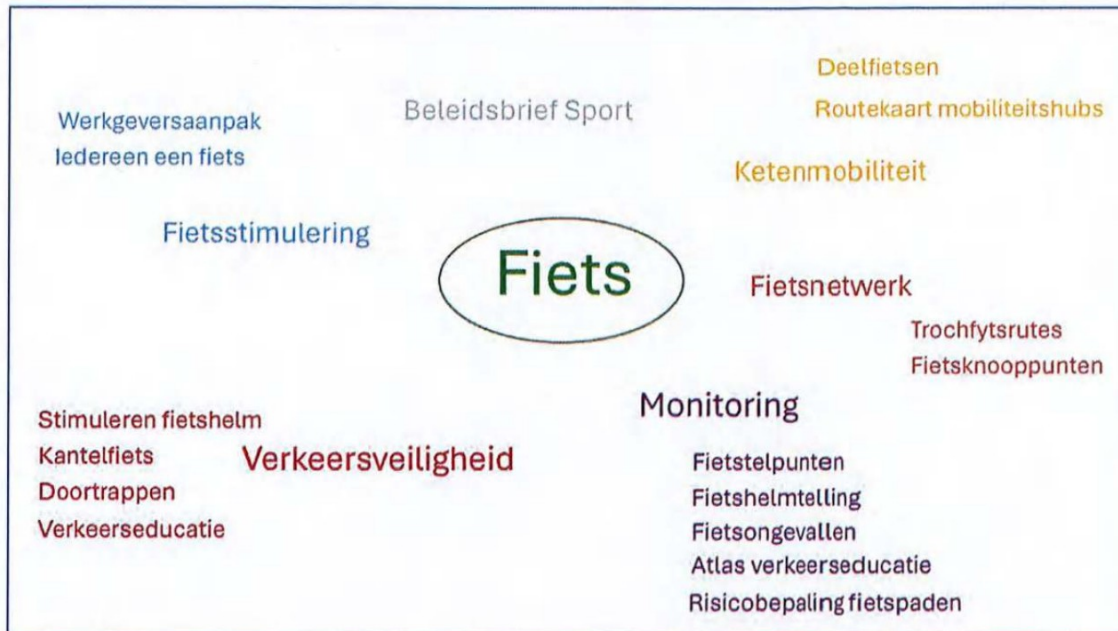 Deelfietsen
Routekaart mobiliteitshubs
Ketenmobiliteit
Beleidsbrief Sport
Werkgeversaanpak
Iedereen een fiets
Fietsstimulering
Fiets
Fietsnetwerk
Trochfytsrutes
Fietsknooppunten
Stimuleren fietshelm
Kantelfiets
Doortrappen
Verkeerseducatie
Verkeersveiligheid
Monitoring
Fietstelpunten
Fietshelmtelling
Fietsongevallen
Atlas verkeerseducatie
Risicobepaling fietspaden